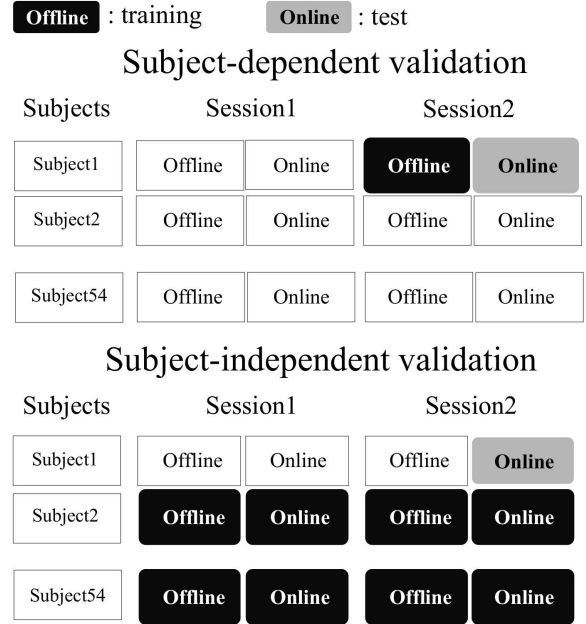 Offline : training Online : test
Subject-dependent validation
Subjects Session1 Session2
Subject1 Offline Online Offline Online
Subject2 Offline Online Offline Online
Subject54 Offline Online Offline Online
Subject-independent validation
Subjects Session1 Session2
Subject1 Offline Online Offline Online
Subject2 Offline Online Offline Online
Subject54 Offline Online Offline Online